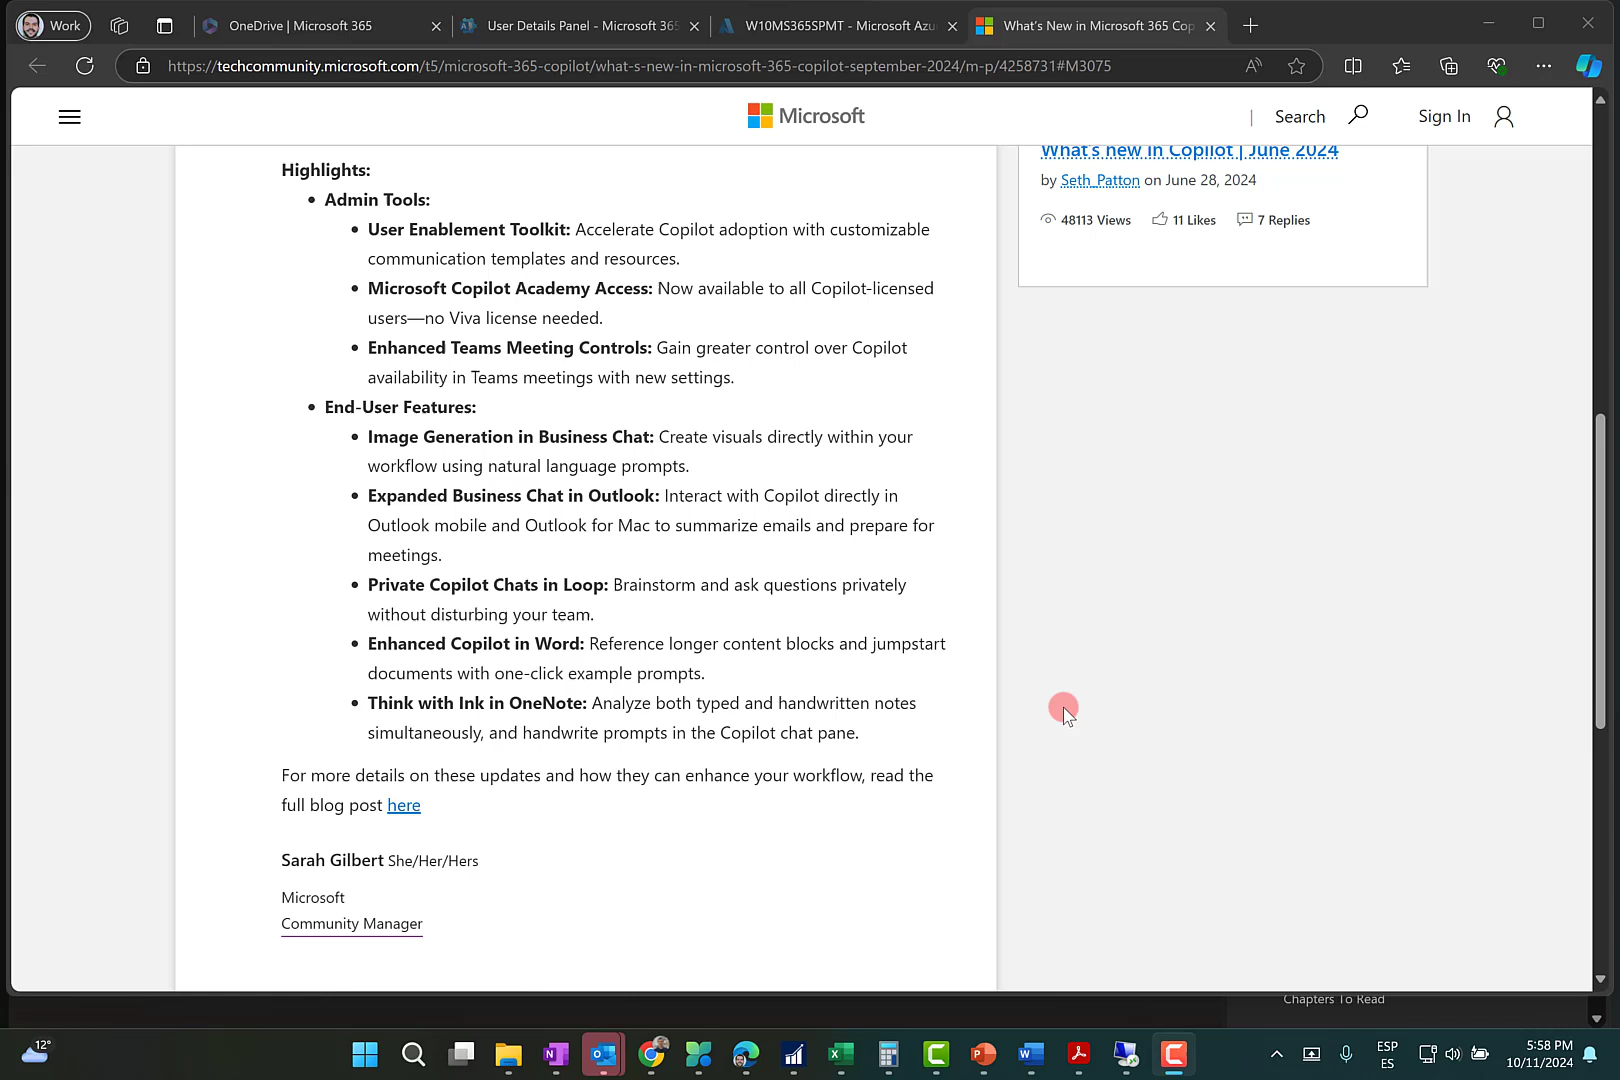 Work
OneDrive | Microsoft 365
User Details Panel - Microsoft 365
W10MS365SPMT - Microsoft Azu
What's New in Microsoft 365 Cop
https://techcommunity.microsoft.com/t5/microsoft-365-copilot/what-s-new-in-microsoft-365-copilot-september-2024/m-p/4258731#M3075
Microsoft
Search
Sign In
What's new in Copilot | June 2024
by Seth_Patton on June 28, 2024
48113 Views
11 Likes
7 Replies
Highlights:
Admin Tools:
User Enablement Toolkit: Accelerate Copilot adoption with customizable
communication templates and resources.
Microsoft Copilot Academy Access: Now available to all Copilot-licensed
users—no Viva license needed.
Enhanced Teams Meeting Controls: Gain greater control over Copilot
availability in Teams meetings with new settings.
End-User Features:
Image Generation in Business Chat: Create visuals directly within your
workflow using natural language prompts.
Expanded Business Chat in Outlook: Interact with Copilot directly in
Outlook mobile and Outlook for Mac to summarize emails and prepare for
meetings.
Private Copilot Chats in Loop: Brainstorm and ask questions privately
without disturbing your team.
Enhanced Copilot in Word: Reference longer content blocks and jumpstart
documents with one-click example prompts.
Think with Ink in OneNote: Analyze both typed and handwritten notes
simultaneously, and handwrite prompts in the Copilot chat pane.
For more details on these updates and how they can enhance your workflow, read the
full blog post here
Sarah Gilbert She/Her/Hers
Microsoft
Community Manager
Chapters To Read
12°
ESP
ES
5:58 PM
10/11/2024